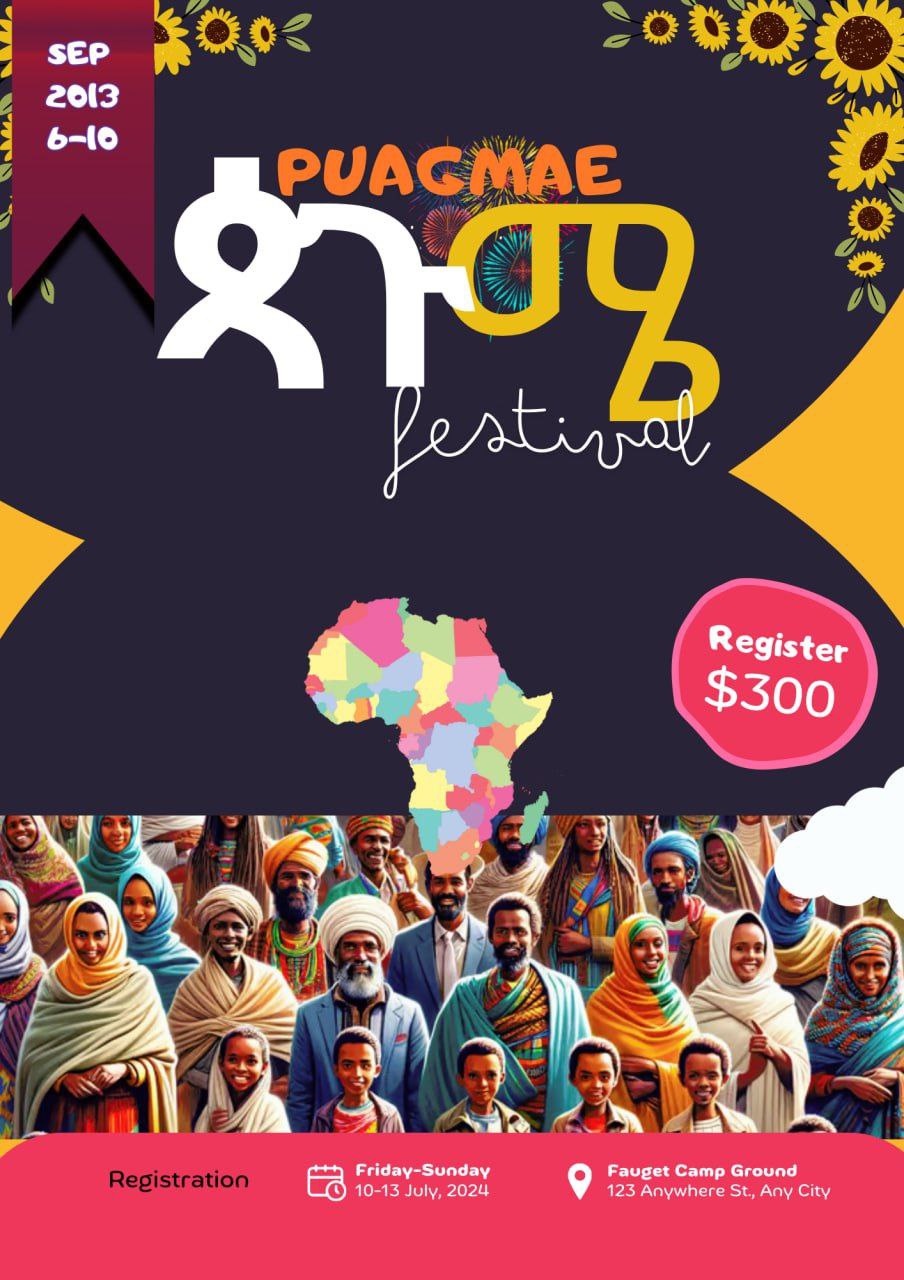 SEP
2013
6-10
PUAGMAE
ጳጉሜ
festival
Register
$300
Registration
Friday-Sunday
10-13 July, 2024
Fauget Camp Ground
123 Anywhere St., Any City